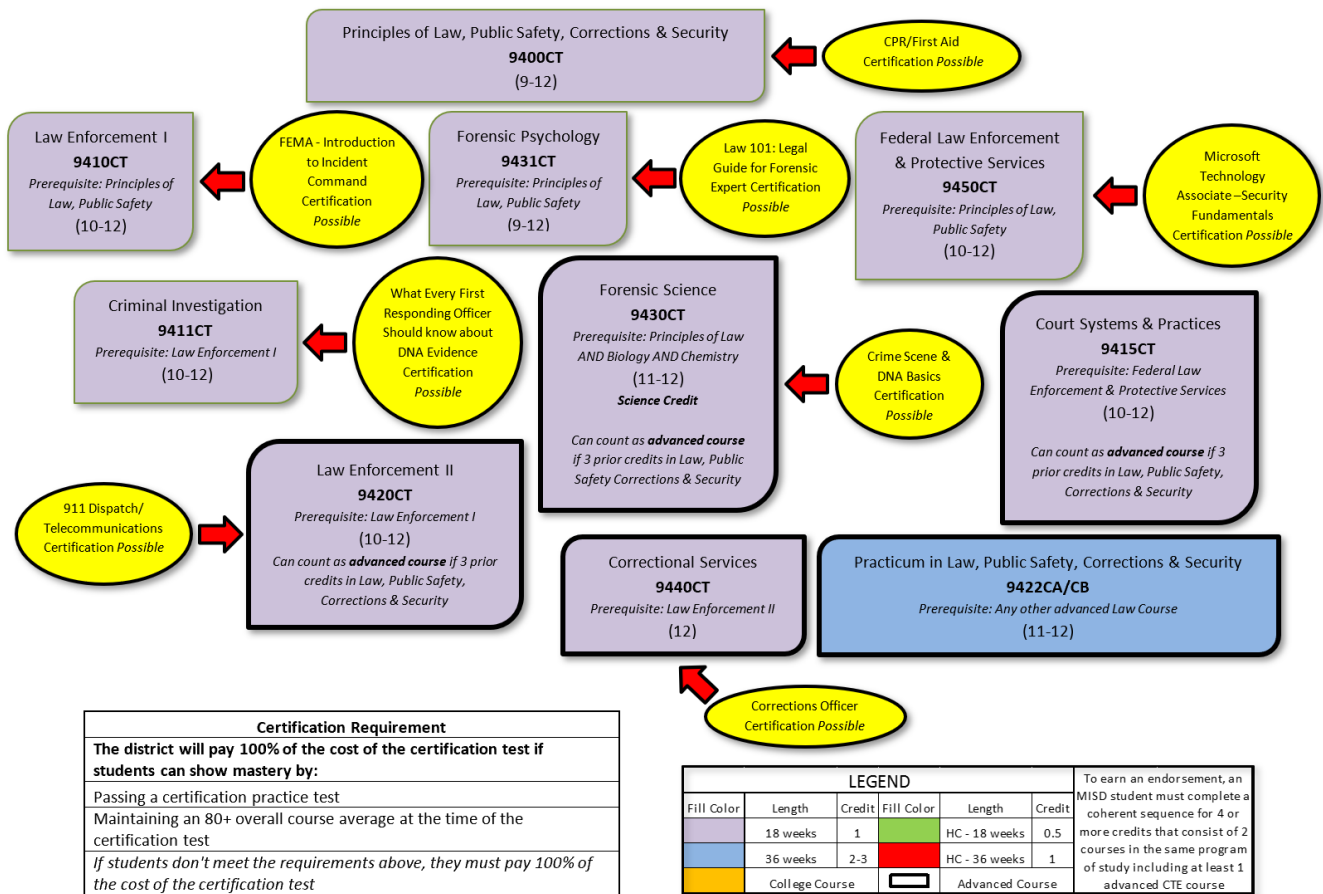 Principles of Law, Public Safety, Corrections & Security
9400CT
(9-12)
CPR/First Aid
Certification Possible
Law Enforcement I
9410CT
Prerequisite: Principles of
Law, Public Safety
(10-12)
FEMA - Introduction
to Incident
Command
Certification
Possible
Forensic Psychology
9431CT
Prerequisite: Principles of
Law, Public Safety
(9-12)
Law 101: Legal
Guide for Forensic
Expert Certification
Possible
Federal Law Enforcement
& Protective Services
9450CT
Prerequisite: Principles of Law,
Public Safety
(10-12)
Microsoft
Technology
Associate –Security
Fundamentals
Certification Possible
Criminal Investigation
9411CT
Prerequisite: Law Enforcement I
(10-12)
What Every First
Responding Officer
Should know about
DNA Evidence
Certification
Possible
Forensic Science
9430CT
Prerequisite: Principles of Law
AND Biology AND Chemistry
(11-12)
Science Credit
Can count as advanced course
if 3 prior credits in Law, Public
Safety Corrections & Security
Crime Scene &
DNA Basics
Certification
Possible
Court Systems & Practices
9415CT
Prerequisite: Federal Law
Enforcement & Protective Services
(10-12)
Can count as advanced course if 3
prior credits in Law, Public Safety,
Corrections & Security
911 Dispatch/
Telecommunications
Certification Possible
Law Enforcement II
9420CT
Prerequisite: Law Enforcement I
(10-12)
Can count as advanced course if 3 prior
credits in Law, Public Safety,
Corrections & Security
Correctional Services
9440CT
Prerequisite: Law Enforcement II
(12)
Practicum in Law, Public Safety, Corrections & Security
9422CA/CB
Prerequisite: Any other advanced Law Course
(11-12)
Corrections Officer
Certification Possible
Certification Requirement
The district will pay 100% of the cost of the certification test if
students can show mastery by:
Passing a certification practice test
Maintaining an 80+ overall course average at the time of the
certification test
If students don't meet the requirements above, they must pay 100% of
the cost of the certification test
LEGEND
Fill Color Length Credit Fill Color Length Credit
18 weeks 1 HC - 18 weeks 0.5
36 weeks 2-3 HC - 36 weeks 1
College Course Advanced Course
To earn an endorsement, an
MISD student must complete a
coherent sequence for 4 or
more credits that consist of 2
courses in the same program
of study including at least 1
advanced CTE course